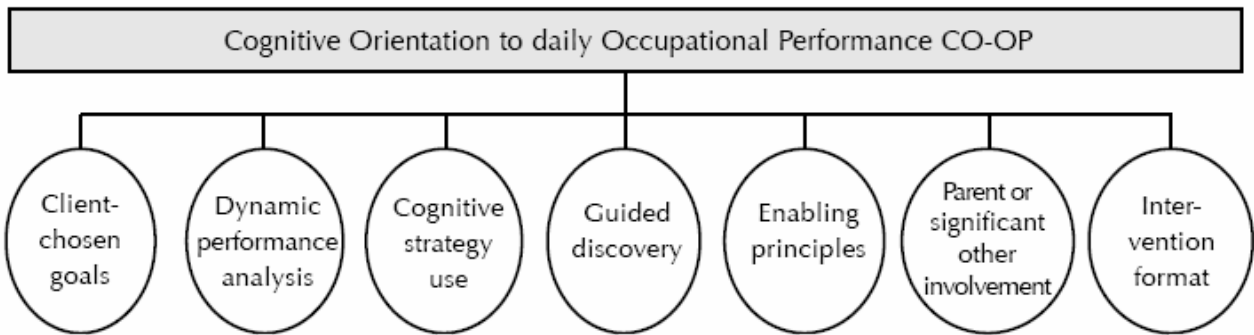 Cognitive Orientation to daily Occupational Performance CO-OP
Client-
chosen
goals
Dynamic
performance
analysis
Cognitive
strategy
use
Guided
discovery
Enabling
principles
Parent or
significant
other
involvement
Inter-
vention
format